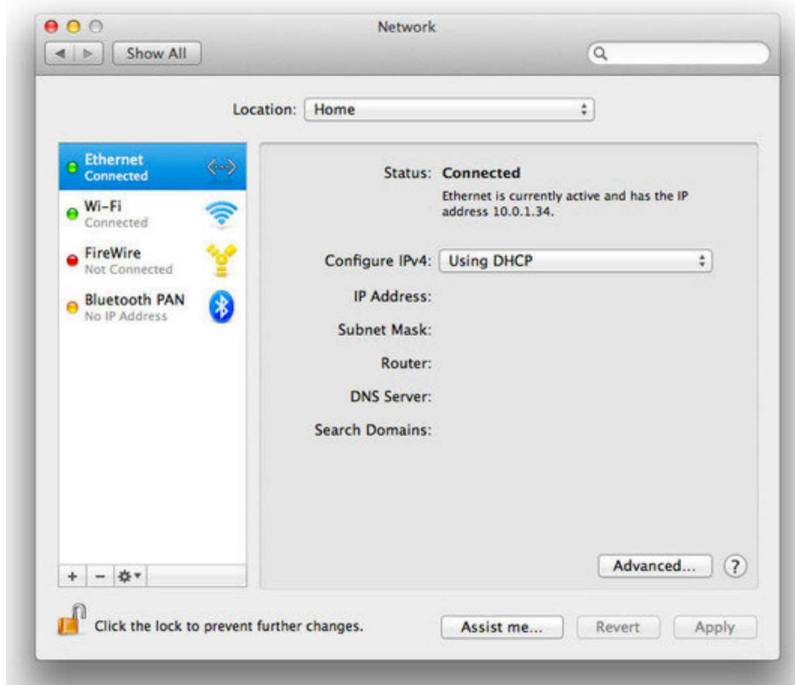 Network
Show All
Location: Home
Ethernet
Connected
Wi-Fi
Connected
FireWire
Not Connected
Bluetooth PAN
No IP Address
Status: Connected
Ethernet is currently active and has the IP
address 10.0.1.34.
Configure IPv4: Using DHCP
IP Address:
Subnet Mask:
Router:
DNS Server:
Search Domains:
Advanced... ?
Click the lock to prevent further changes.
Assist me... Revert Apply